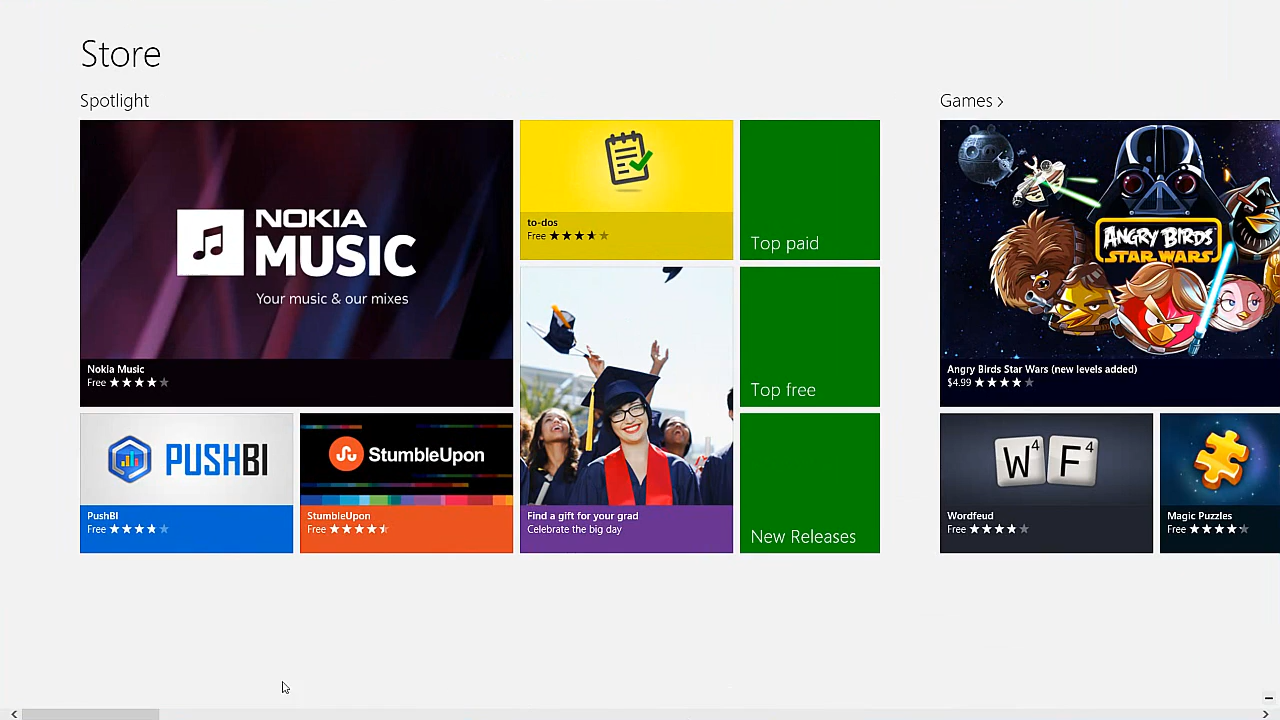 Store
Spotlight
NOKIA
MUSIC
Your music & our mixes
Nokia Music
Free
PUSHBI
PushBI
Free
StumbleUpon
StumbleUpon
Free
to-dos
Free
Find a gift for your grad
Celebrate the big day
Top paid
Top free
New Releases
Games
ANGRY BIRDS
STAR WARS
Angry Birds Star Wars (new levels added)
$4.99
W4 F4
Wordfeud
Free
Magic Puzzles
Free